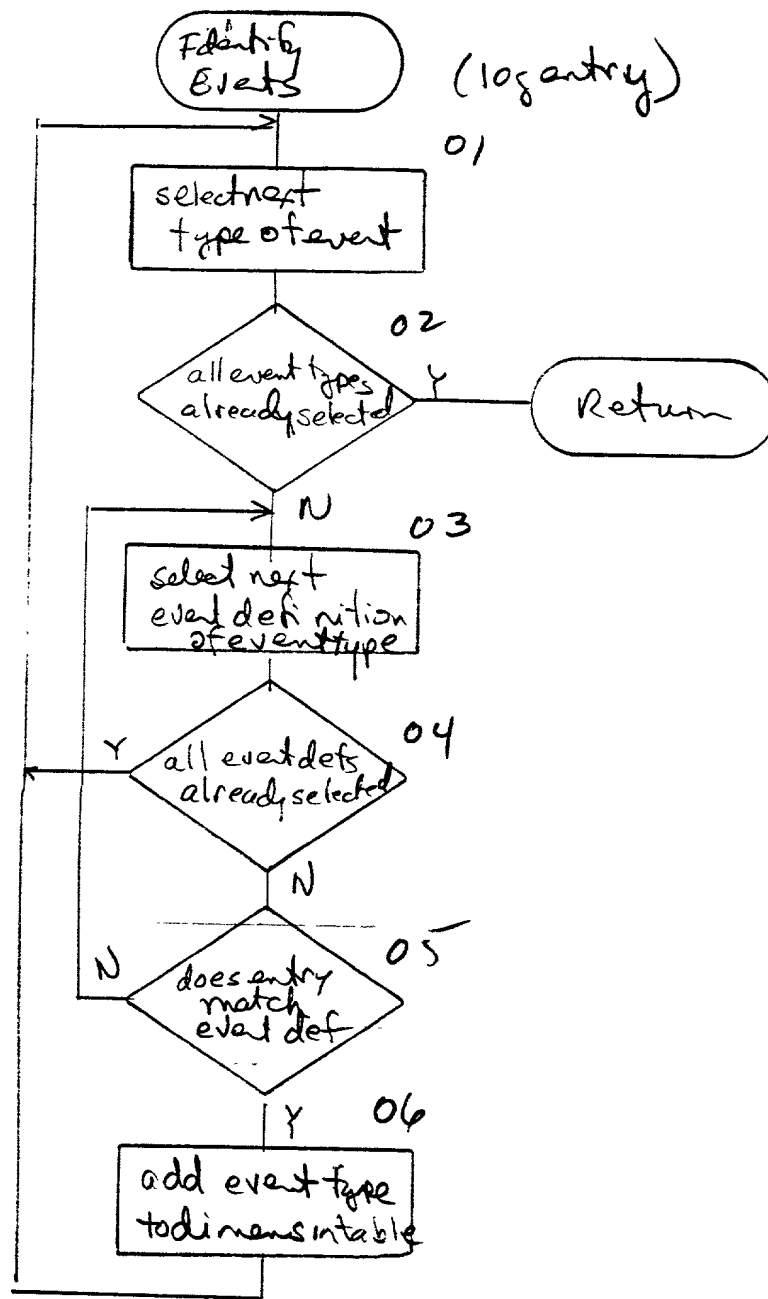 Identify
Events
(log entry)
01
select next
type of event
02
all event types
already selected
Y
Return
N
03
select next
event definition
of event type
04
Y
all event defs
already selected
N
05
N
does entry
match
event def
Y
06
add event type
to dimens in table